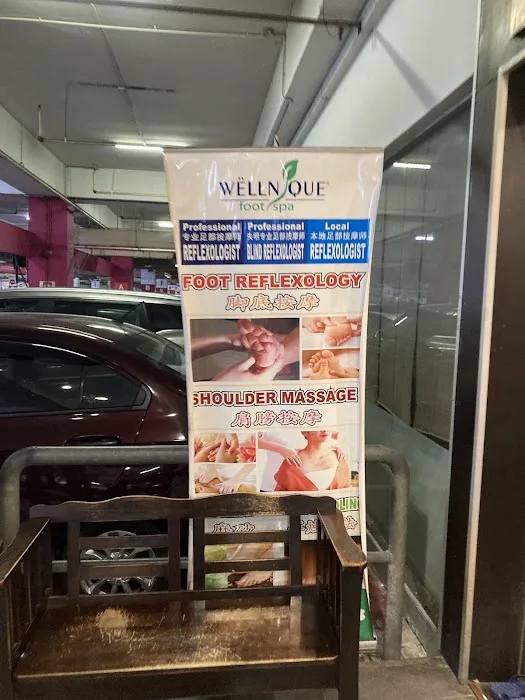 WËLLNIQUE
foot spa
Professional
专业足部按摩师
REFLEXOLOGIST
Professional
失明专业足部按摩师
BLIND REFLEXOLOGIST
Local
本地足部按摩师
REFLEXOLOGIST
FOOT REFLEXOLOGY
脚底按摩
SHOULDER MASSAGE
肩膀按摩